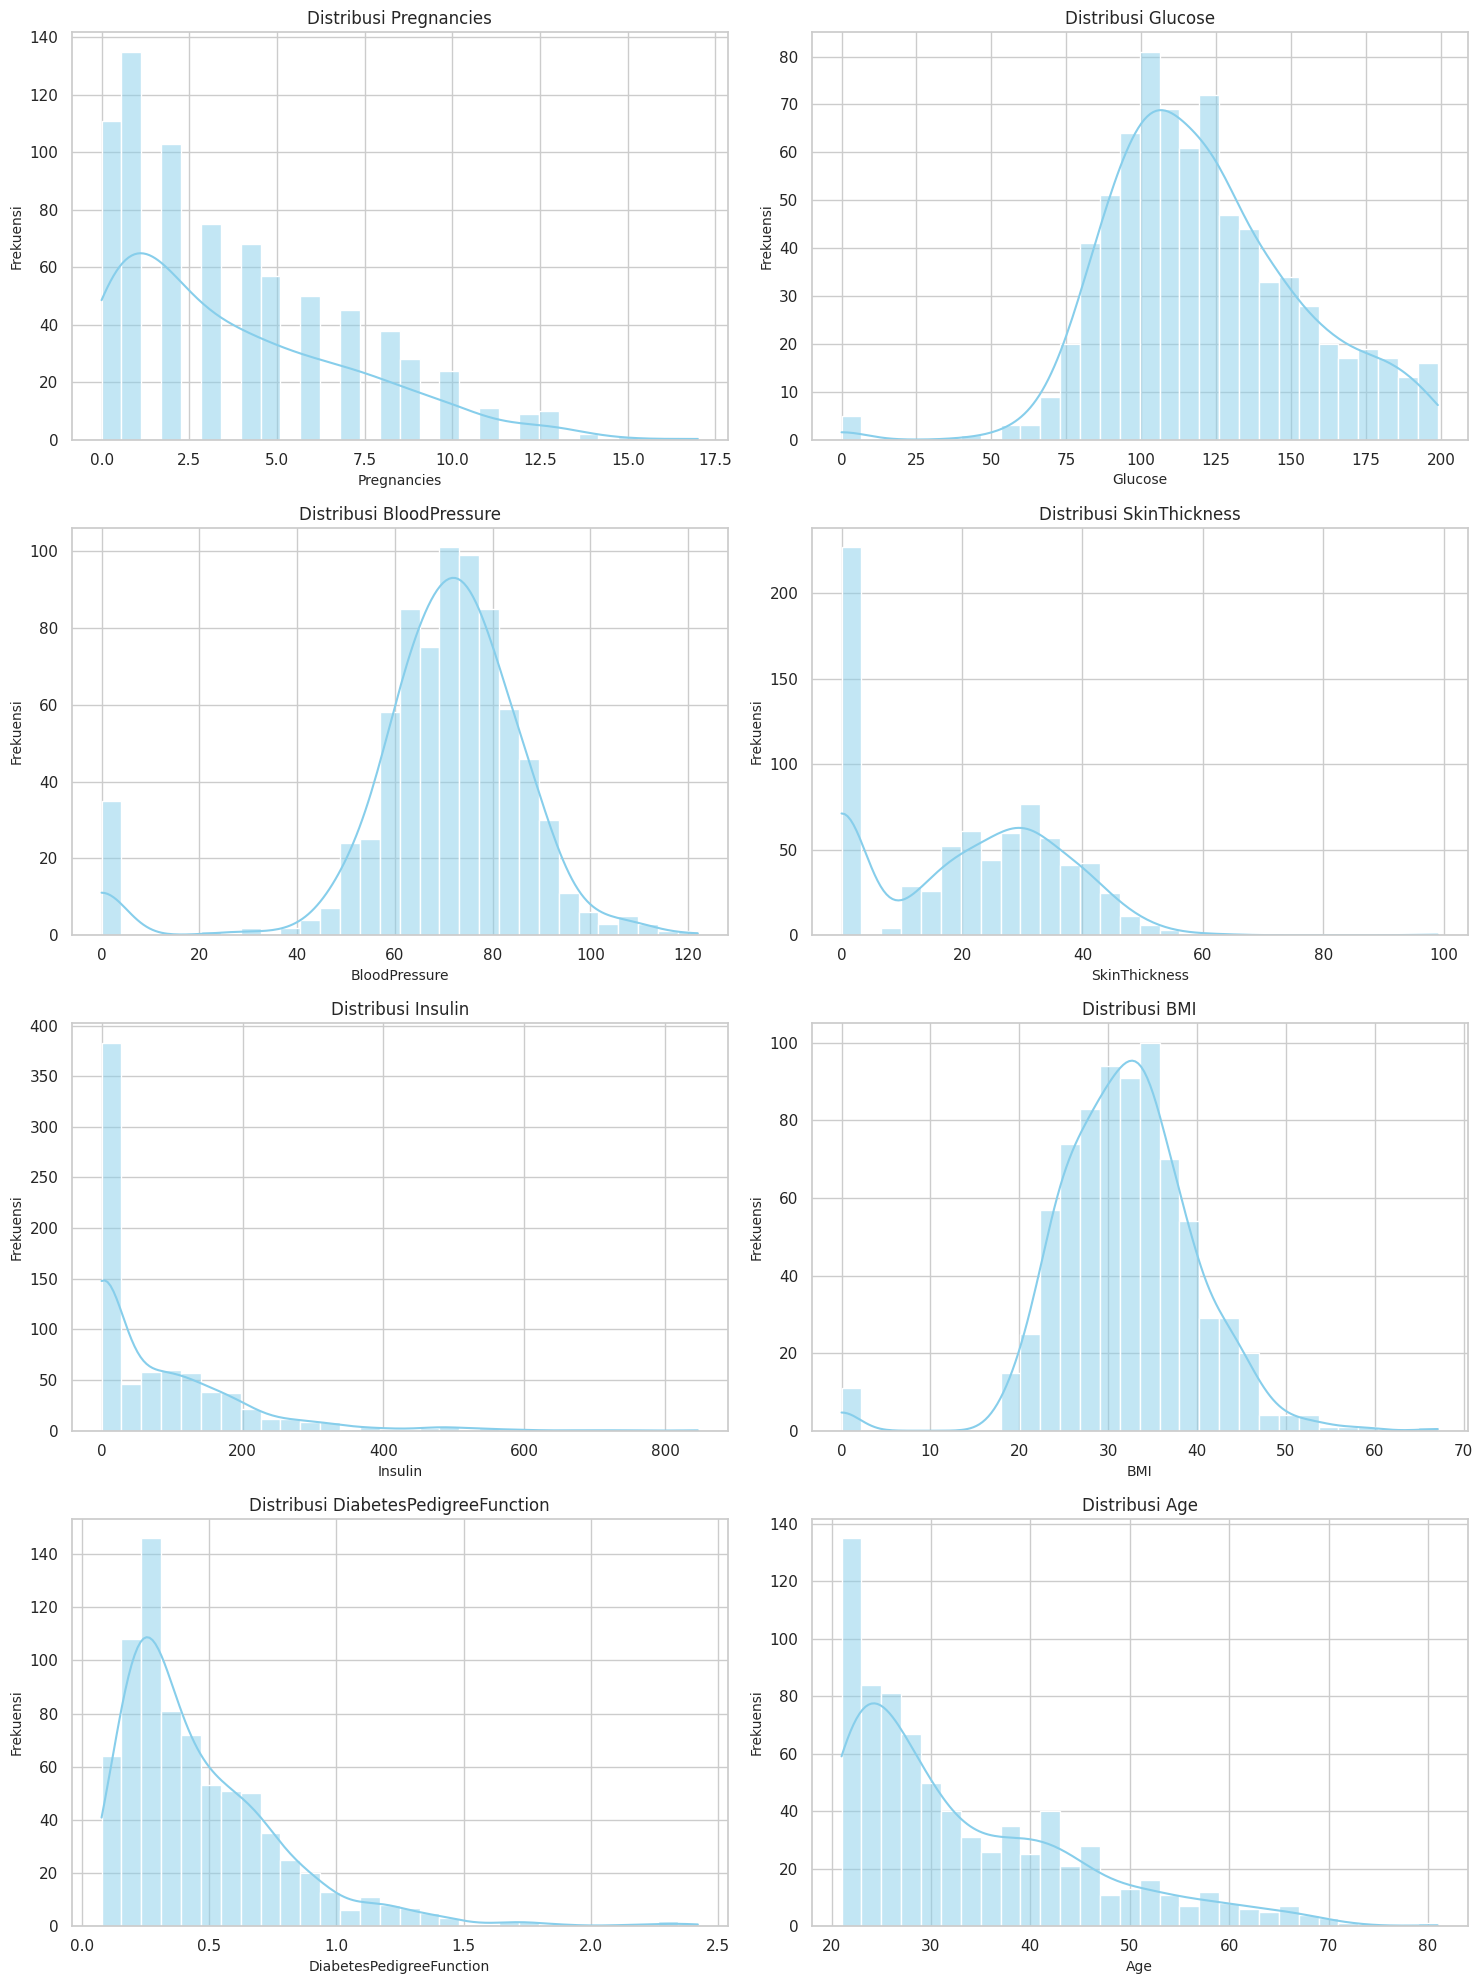 Distribusi Pregnancies
Frekuensi
140
120
100
80
60
40
20
0
0.0 2.5 5.0 7.5 10.0 12.5 15.0 17.5
Pregnancies
Distribusi Glucose
Frekuensi
80
70
60
50
40
30
20
10
0
0 25 50 75 100 125 150 175 200
Glucose
Distribusi BloodPressure
Frekuensi
100
80
60
40
20
0
0 20 40 60 80 100 120
BloodPressure
Distribusi SkinThickness
Frekuensi
200
150
100
50
0
0 20 40 60 80 100
SkinThickness
Distribusi Insulin
Frekuensi
400
350
300
250
200
150
100
50
0
0 200 400 600 800
Insulin
Distribusi BMI
Frekuensi
100
80
60
40
20
0
0 10 20 30 40 50 60 70
BMI
Distribusi DiabetesPedigreeFunction
Frekuensi
140
120
100
80
60
40
20
0
0.0 0.5 1.0 1.5 2.0 2.5
DiabetesPedigreeFunction
Distribusi Age
Frekuensi
140
120
100
80
60
40
20
0
20 30 40 50 60 70 80
Age